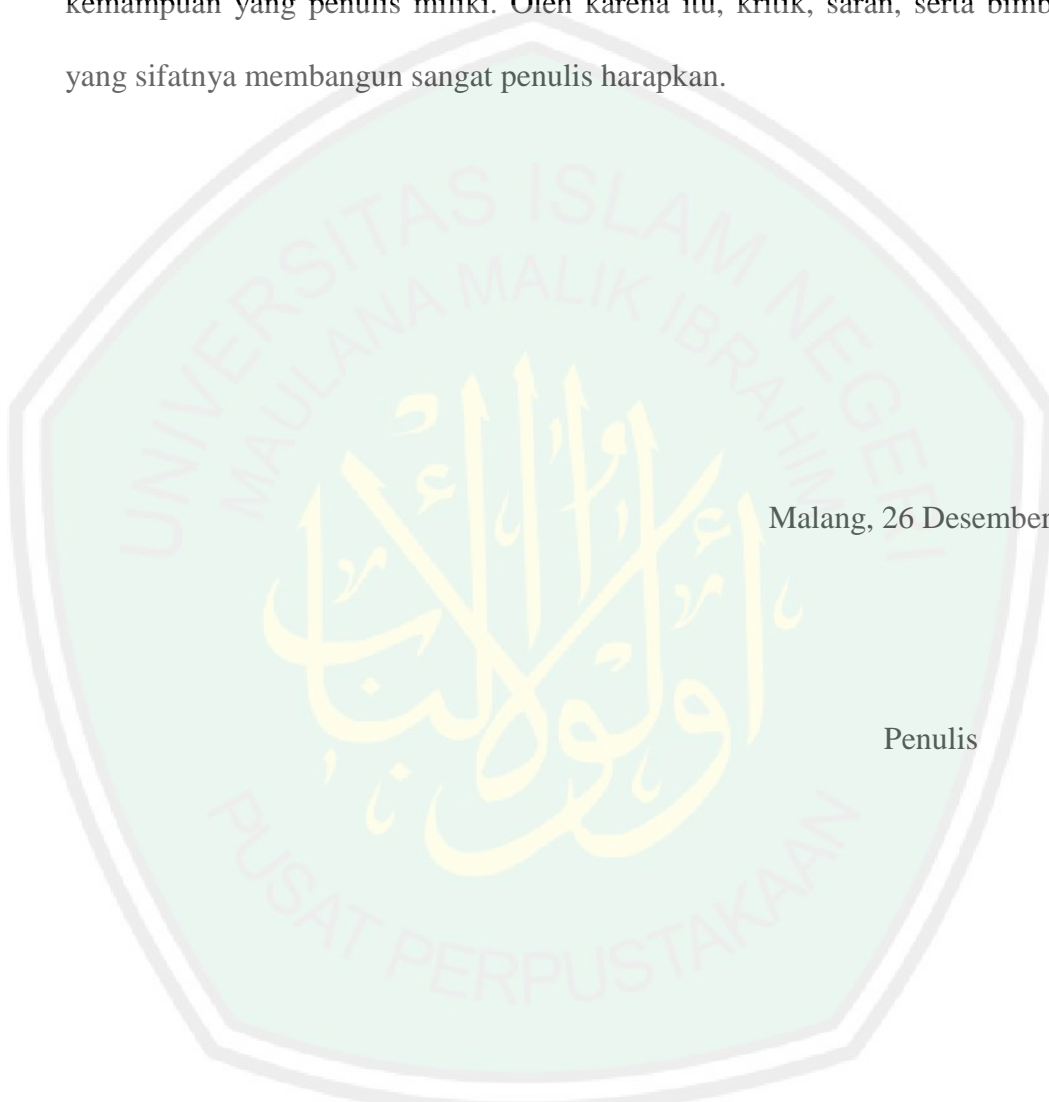 kemampuan yang penulis miliki. Oleh karena itu, kritik, saran, serta
yang sifatnya membangun sangat penulis harapkan.
UNIVERSITAS ISLAM NEGERI
MAULANA MALIK IBRAHIM
Malang, 26 Desember
Penulis
PUSAT PERPUSTAKAAN